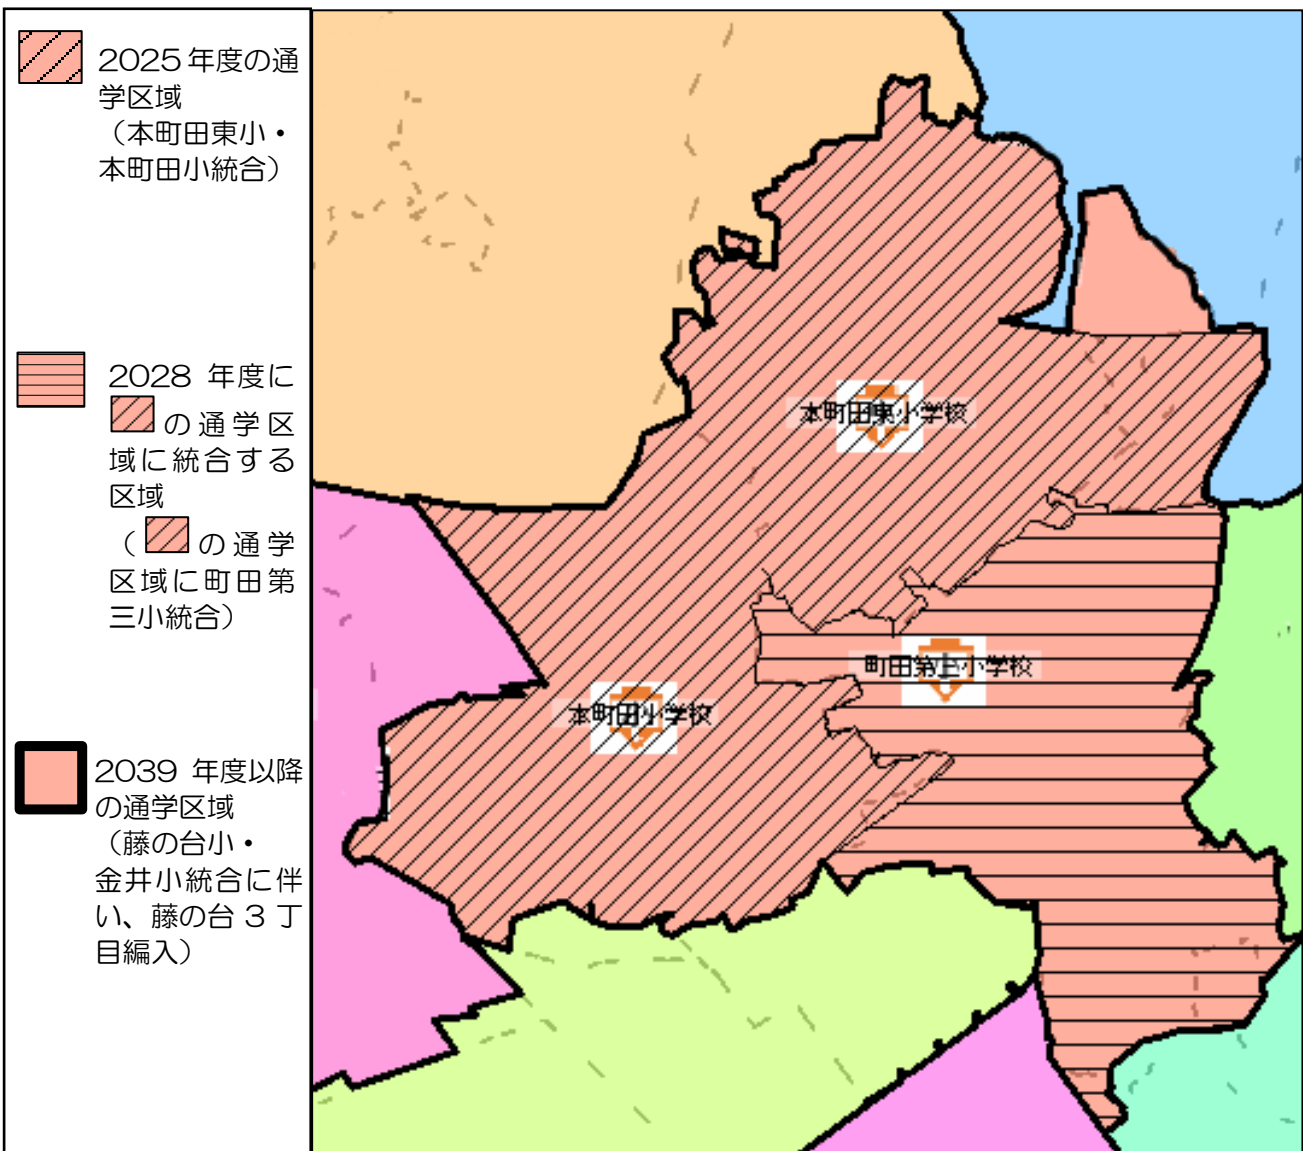 2025年度の通
学区域
（本町田東小・
本町田小統合）
2028 年度に
の通学区
域に統合する
区域
（ の通学
区域に町田第
三小統合）
2039 年度以降
の通学区域
（藤の台小・
金井小統合に伴
い、藤の台 3 丁
目編入）
本町田東小学校
町田第三小学校
本町田小学校